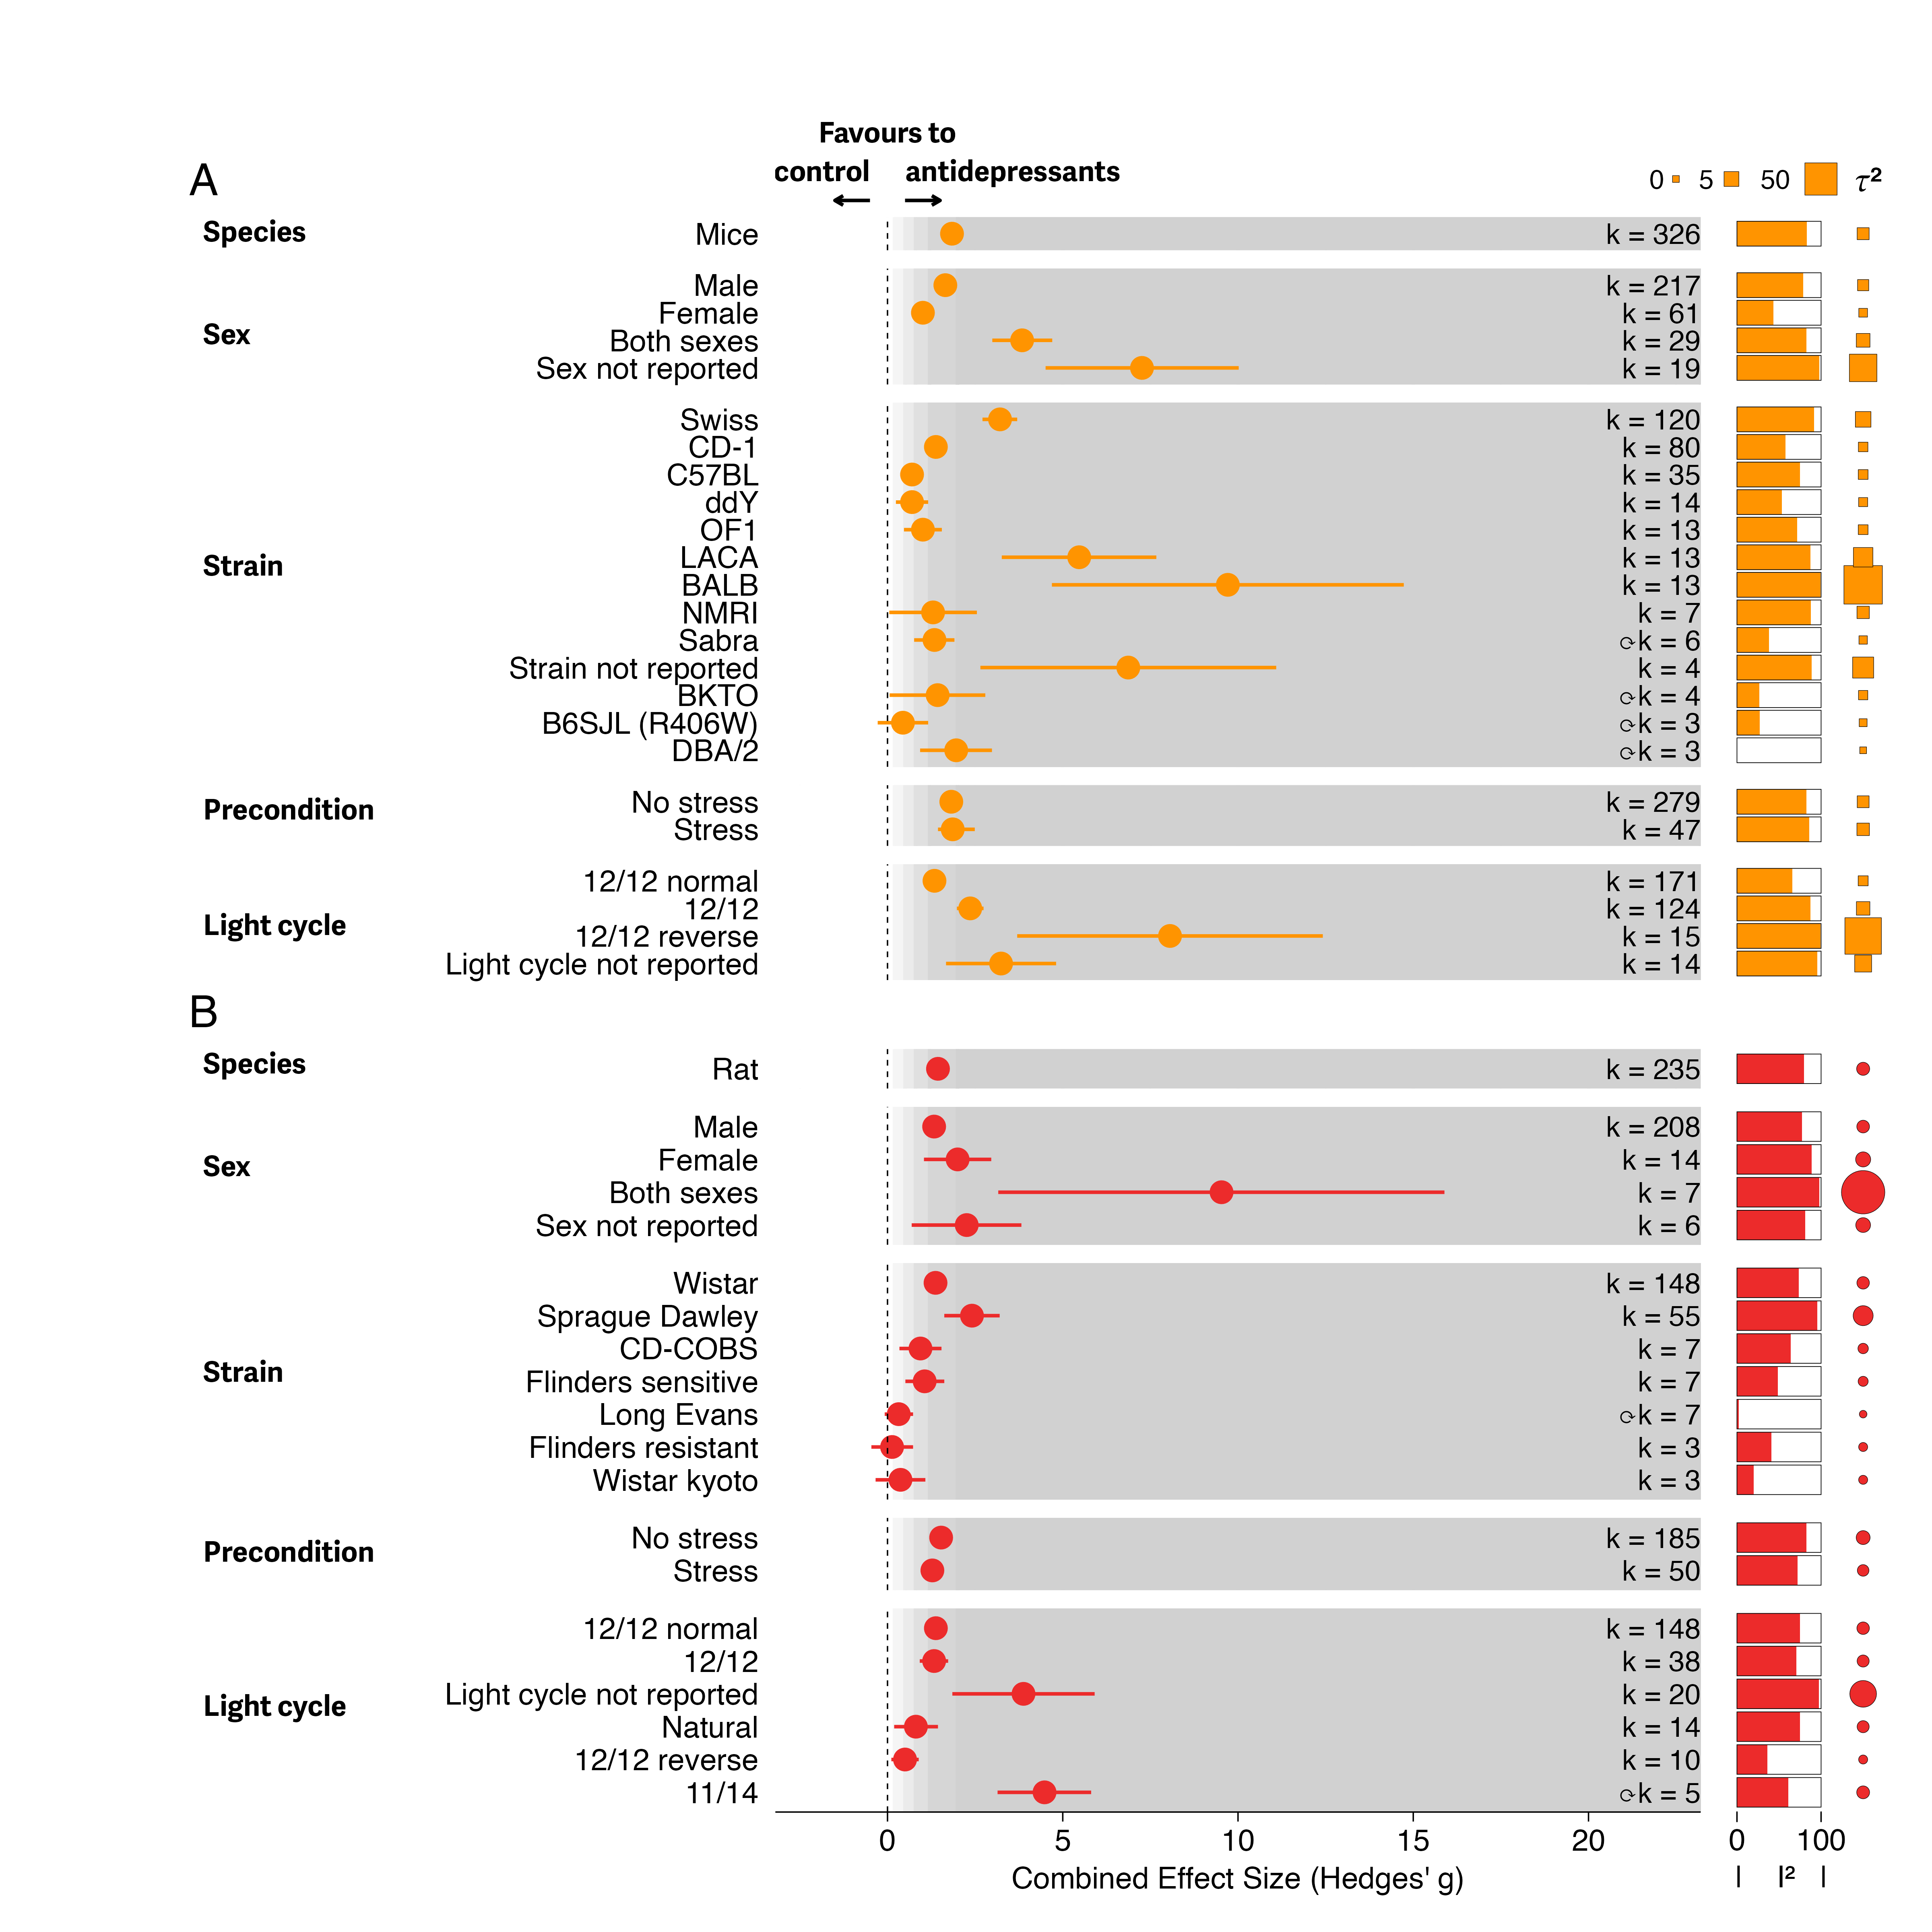 Favours to
control antidepressants
← →
A
0 5 50 τ²
Species Mice k = 326
Male k = 217
Female k = 61
Sex
Both sexes k = 29
Sex not reported k = 19
Swiss k = 120
CD-1 k = 80
C57BL k = 35
ddY k = 14
OF1 k = 13
LACA k = 13
Strain
BALB k = 13
NMRI k = 7
Sabra ⟳k = 6
Strain not reported k = 4
BKTO ⟳k = 4
B6SJL (R406W) ⟳k = 3
DBA/2 ⟳k = 3
Precondition No stress k = 279
Stress k = 47
12/12 normal k = 171
12/12 k = 124
Light cycle
12/12 reverse k = 15
Light cycle not reported k = 14
B
Species Rat k = 235
Male k = 208
Sex Female k = 14
Both sexes k = 7
Sex not reported k = 6
Wistar k = 148
Sprague Dawley k = 55
CD-COBS k = 7
Strain Flinders sensitive k = 7
Long Evans ⟳k = 7
Flinders resistant k = 3
Wistar kyoto k = 3
No stress k = 185
Precondition
Stress k = 50
12/12 normal k = 148
12/12 k = 38
Light cycle Light cycle not reported k = 20
Natural k = 14
12/12 reverse k = 10
11/14 ⟳k = 5
0 5 10 15 20 0 100
Combined Effect Size (Hedges' g) | I² |